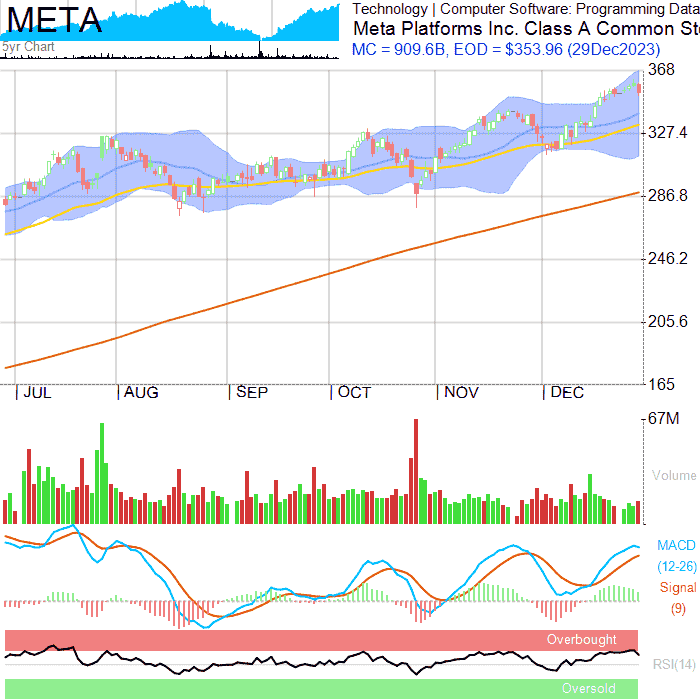 META
5yr Chart
Technology | Computer Software: Programming Data
Meta Platforms Inc. Class A Common Sto
MC = 909.6B, EOD = $353.96 (29Dec2023)
368
327.4
286.8
246.2
205.6
165
| JUL | AUG | SEP | OCT | NOV | DEC
67M
Volume
MACD
(12-26)
Signal
(9)
Overbought
RSI(14)
Oversold